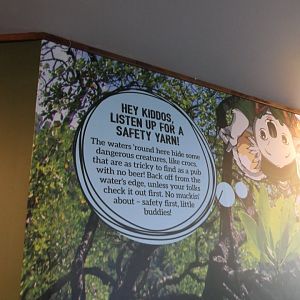 HEY KIDDOS,
LISTEN UP FOR A
SAFETY YARN!
The waters 'round here hide some
dangerous creatures, like crocs,
that are as tricky to find as a pub
with no beer! Back off from the
water's edge, unless your folks
check it out first. No muckin'
about – safety first, little
buddies!